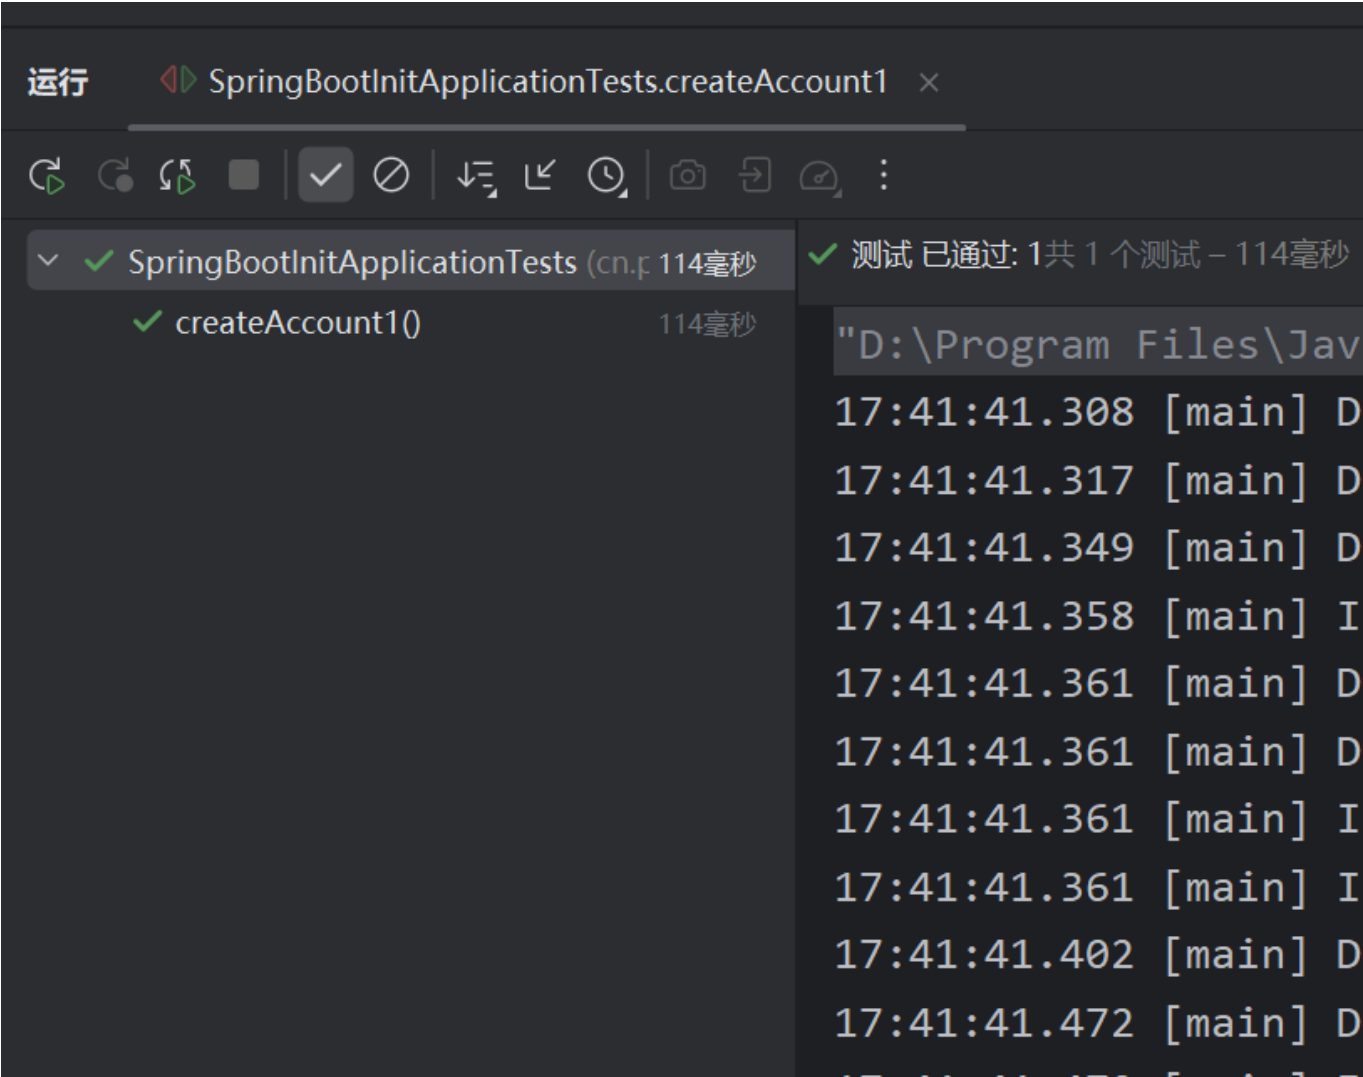 运行 SpringBootInitApplicationTests.createAccount1
SpringBootInitApplicationTests (cn.p 114毫秒
createAccount1() 114毫秒
测试 已通过: 1共 1 个测试 – 114毫秒
"D:\Program Files\Jav
17:41:41.308 [main] D
17:41:41.317 [main] D
17:41:41.349 [main] D
17:41:41.358 [main] I
17:41:41.361 [main] D
17:41:41.361 [main] D
17:41:41.361 [main] I
17:41:41.361 [main] I
17:41:41.402 [main] D
17:41:41.472 [main] D